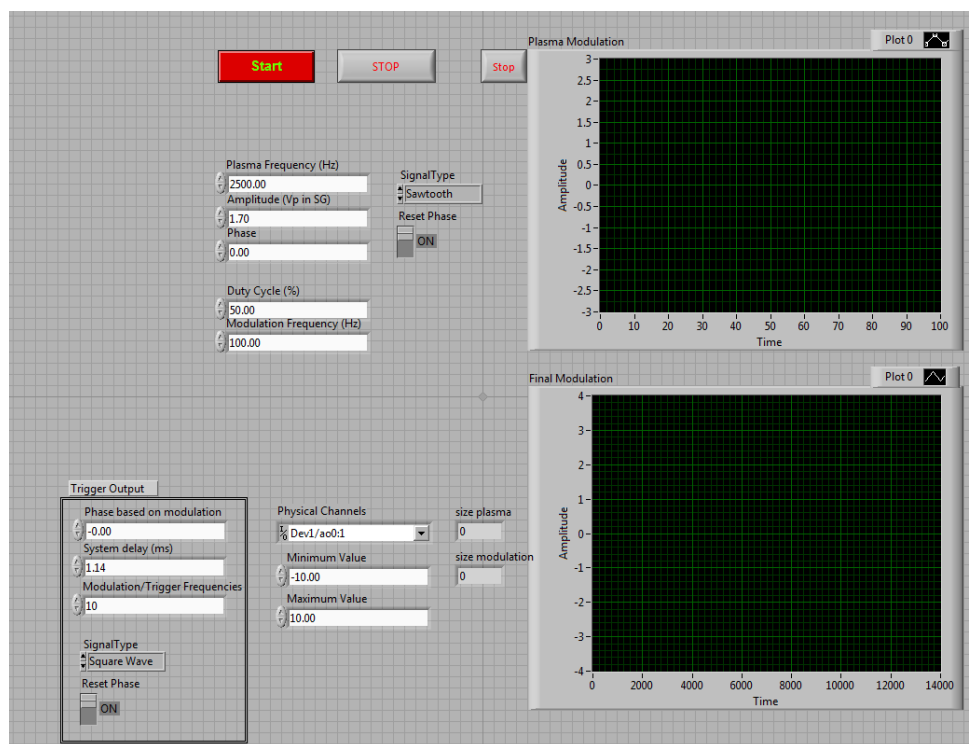 Start
STOP
Stop
Plasma Modulation
Plot 0
3
2.5
2
1.5
1
0.5
0
-0.5
-1
-1.5
-2
-2.5
-3
Amplitude
0 10 20 30 40 50 60 70 80 90 100
Time
Plasma Frequency (Hz)
2500.00
Amplitude (Vp in SG)
1.70
Phase
0.00
SignalType
Sawtooth
Reset Phase
ON
Duty Cycle (%)
50.00
Modulation Frequency (Hz)
100.00
Final Modulation
Plot 0
4
3
2
1
0
-1
-2
-3
-4
Amplitude
0 2000 4000 6000 8000 10000 12000 14000
Time
Trigger Output
Phase based on modulation
-0.00
System delay (ms)
1.14
Modulation/Trigger Frequencies
10
SignalType
Square Wave
Reset Phase
ON
Physical Channels
I/O Dev1/ao0:1
Minimum Value
-10.00
Maximum Value
10.00
size plasma
0
size modulation
0